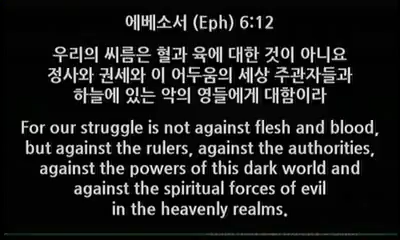 에베소서 (Eph) 6:12
우리의 씨름은 혈과 육에 대한 것이 아니요
정사와 권세와 이 어두움의 세상 주관자들과
하늘에 있는 악의 영들에게 대함이라
For our struggle is not against flesh and blood,
but against the rulers, against the authorities,
against the powers of this dark world and
against the spiritual forces of evil
in the heavenly realms.